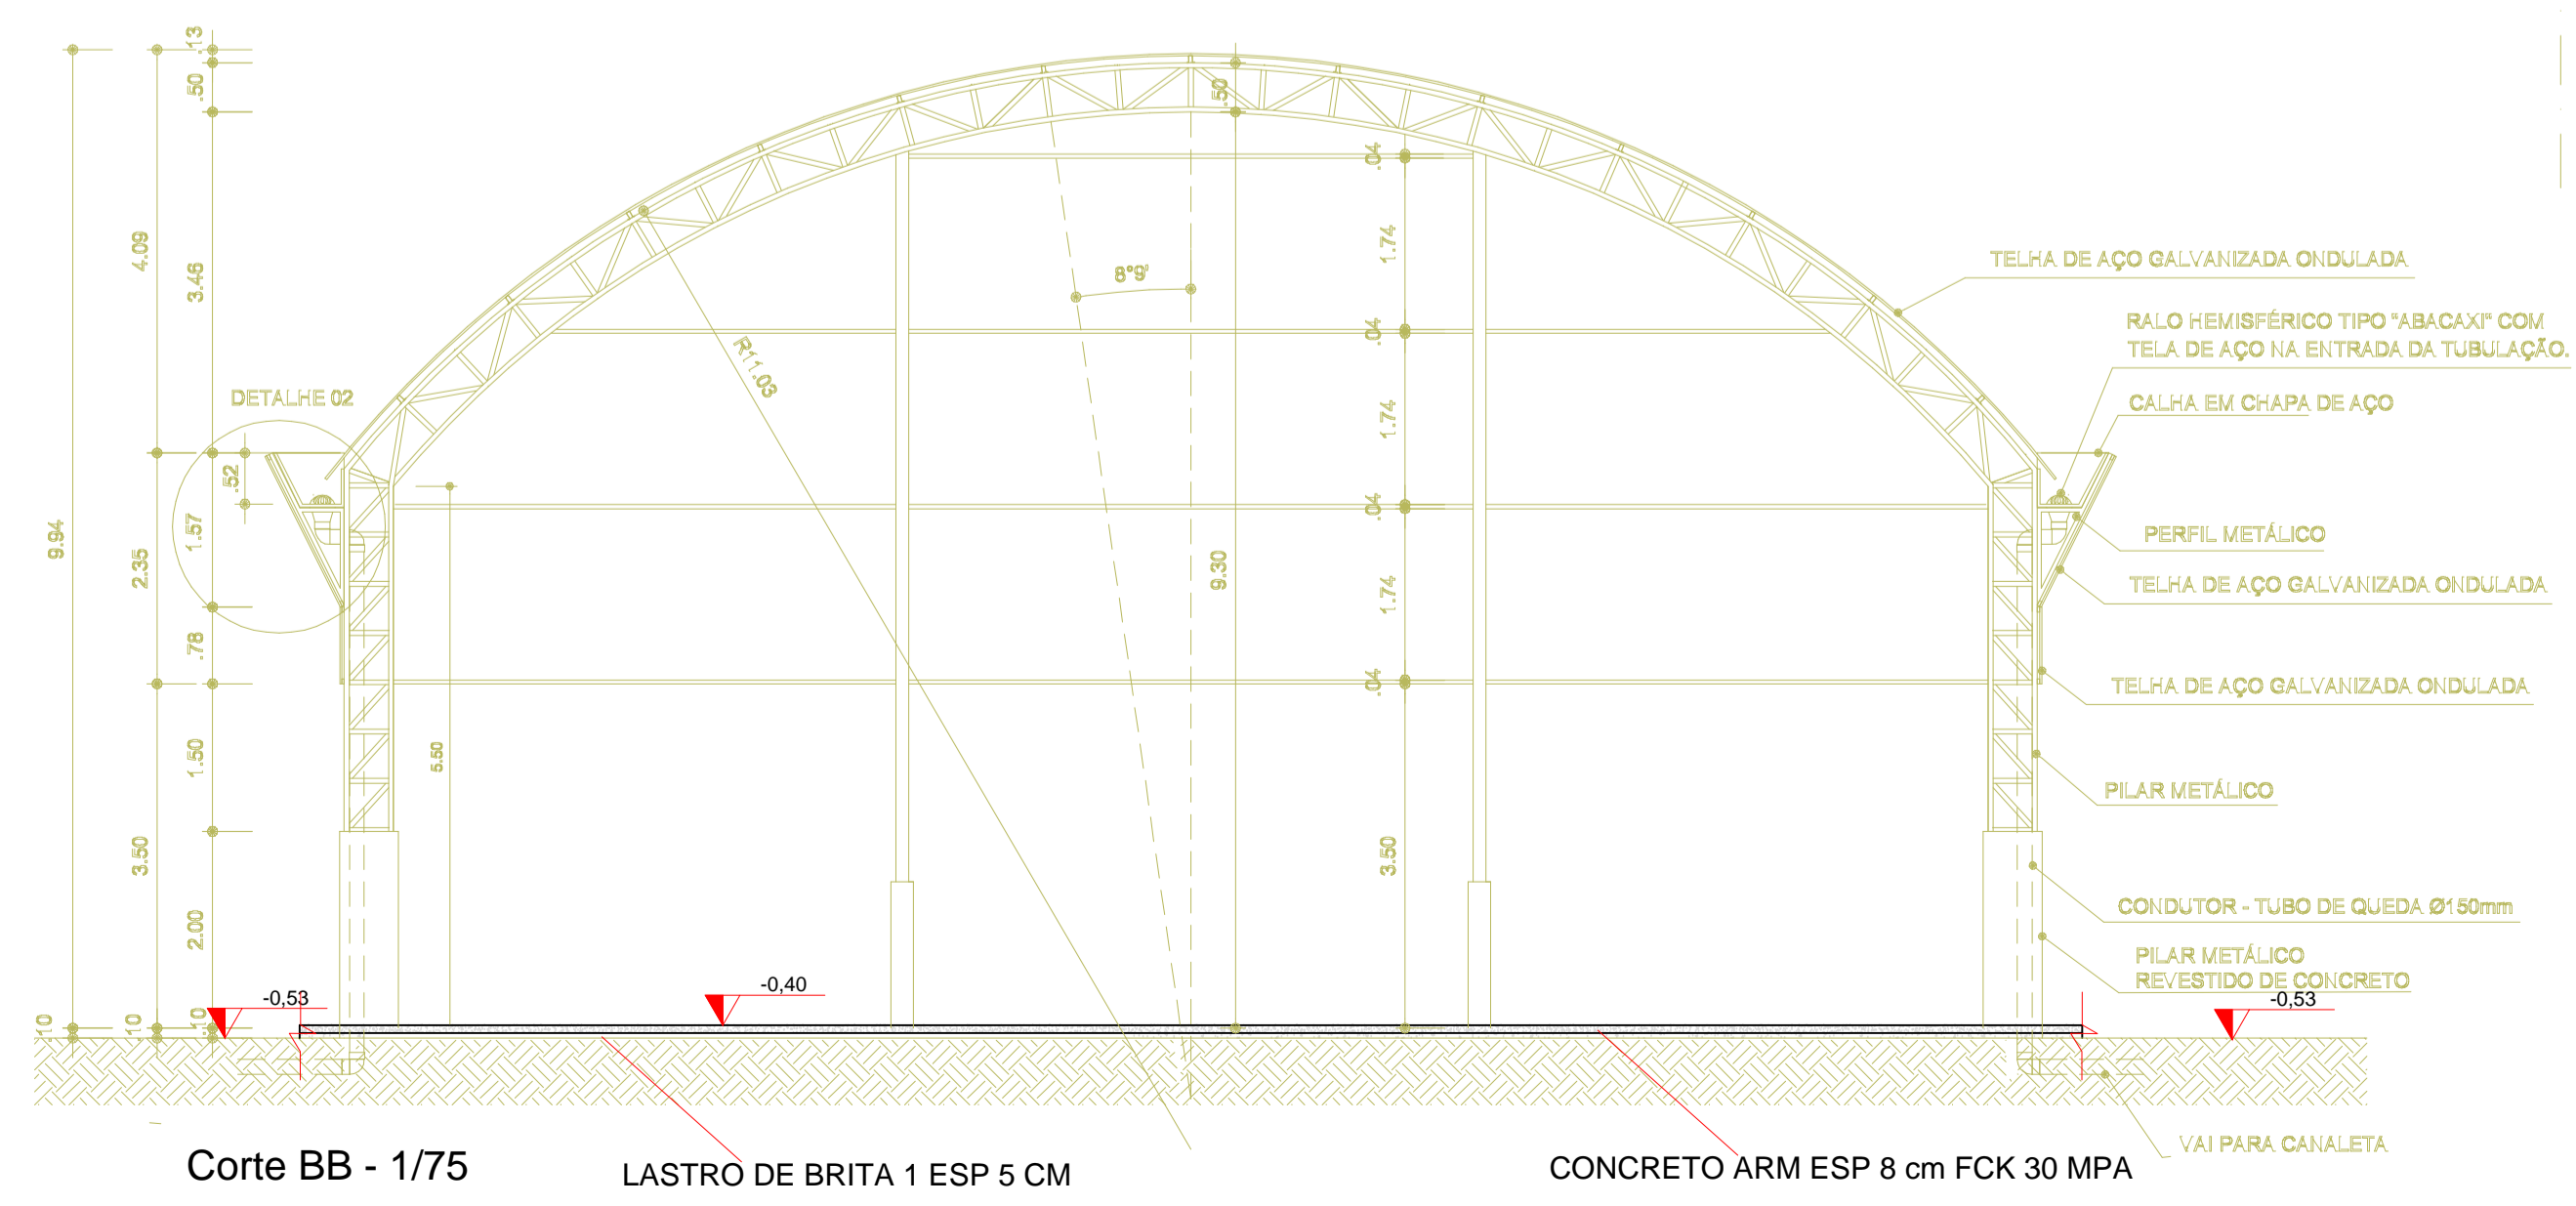 .13
.50
.50
4.09
3.46
.04
1.74
8°9'
TELHA DE AÇO GALVANIZADA ONDULADA
RALO HEMISFÉRICO TIPO "ABACAXI" COM
TELA DE AÇO NA ENTRADA DA TUBULAÇÃO.
.04
R11.03
DETALHE 02
CALHA EM CHAPA DE AÇO
1.74
.52
9.94
2.35
1.57
.04
PERFIL METÁLICO
9.30
1.74
TELHA DE AÇO GALVANIZADA ONDULADA
.78
.04
TELHA DE AÇO GALVANIZADA ONDULADA
1.50
5.50
PILAR METÁLICO
3.50
3.50
2.00
CONDUTOR - TUBO DE QUEDA Ø150mm
PILAR METÁLICO
REVESTIDO DE CONCRETO
-0,53
-0,40
-0,53
.10
.10
.10
VAI PARA CANALETA
Corte BB - 1/75
LASTRO DE BRITA 1 ESP 5 CM
CONCRETO ARM ESP 8 cm FCK 30 MPA